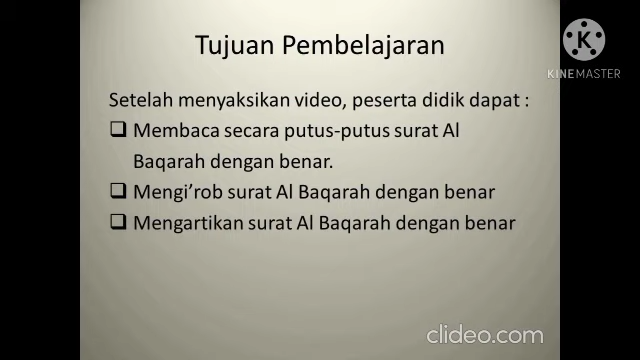 Tujuan Pembelajaran
K
KINEMASTER
Setelah menyaksikan video, peserta didik dapat :
❑ Membaca secara putus-putus surat Al
Baqarah dengan benar.
❑ Mengi’rob surat Al Baqarah dengan benar
❑ Mengartikan surat Al Baqarah dengan benar
clideo.com